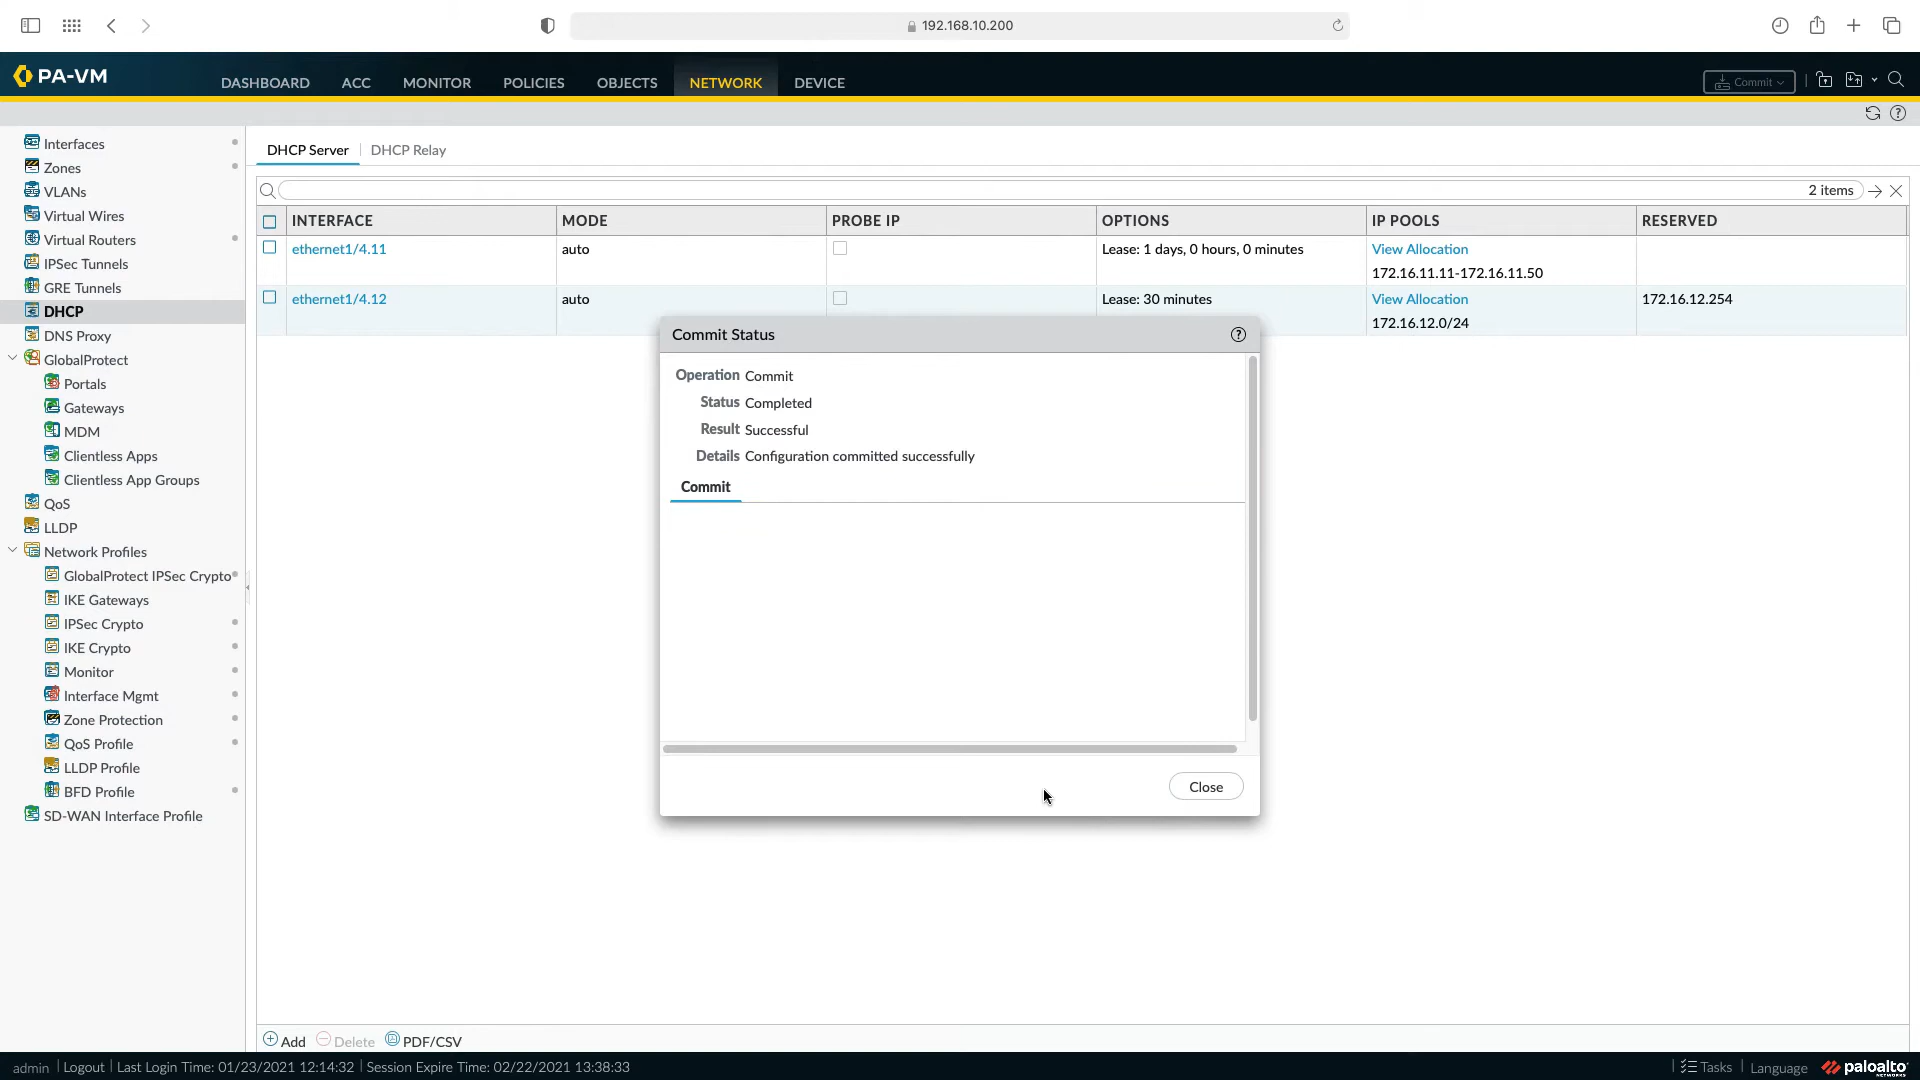 192.168.10.200
PA-VM
DASHBOARD ACC MONITOR POLICIES OBJECTS NETWORK DEVICE
Commit
Interfaces
Zones
VLANs
Virtual Wires
Virtual Routers
IPSec Tunnels
GRE Tunnels
DHCP
DNS Proxy
GlobalProtect
Portals
Gateways
MDM
Clientless Apps
Clientless App Groups
QoS
LLDP
Network Profiles
GlobalProtect IPSec Crypto
IKE Gateways
IPSec Crypto
IKE Crypto
Monitor
Interface Mgmt
Zone Protection
QoS Profile
LLDP Profile
BFD Profile
SD-WAN Interface Profile
DHCP Server DHCP Relay
2 items
INTERFACE MODE PROBE IP OPTIONS IP POOLS RESERVED
ethernet1/4.11 auto Lease: 1 days, 0 hours, 0 minutes View Allocation
172.16.11.11-172.16.11.50
ethernet1/4.12 auto Lease: 30 minutes View Allocation 172.16.12.254
172.16.12.0/24
Commit Status
Operation Commit
Status Completed
Result Successful
Details Configuration committed successfully
Commit
Close
Add Delete PDF/CSV
admin Logout Last Login Time: 01/23/2021 12:14:32 Session Expire Time: 02/22/2021 13:38:33
Tasks Language paloalto
NETWORKS